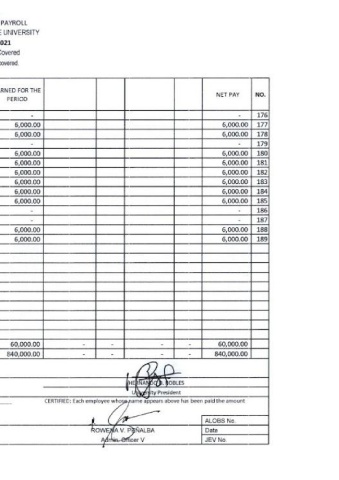 PAYROLL
UNIVERSITY
2021
Covered
covered
RNED FOR THE PERIOD NET PAY NO.
- - 176
6,000.00 6,000.00 177
6,000.00 6,000.00 178
- - 179
6,000.00 6,000.00 180
6,000.00 6,000.00 181
6,000.00 6,000.00 182
6,000.00 6,000.00 183
6,000.00 6,000.00 184
6,000.00 6,000.00 185
- - 186
- - 187
6,000.00 6,000.00 188
6,000.00 6,000.00 189
60,000.00 - - - - 60,000.00
840,000.00 - - - - 840,000.00
ROBLES
University President
CERTIFIED: Each employee whose name appears above has been paid the amount
ROWENA V. PEÑALBA
Admin. Officer V
ALOBS No.
Date
JEV No.